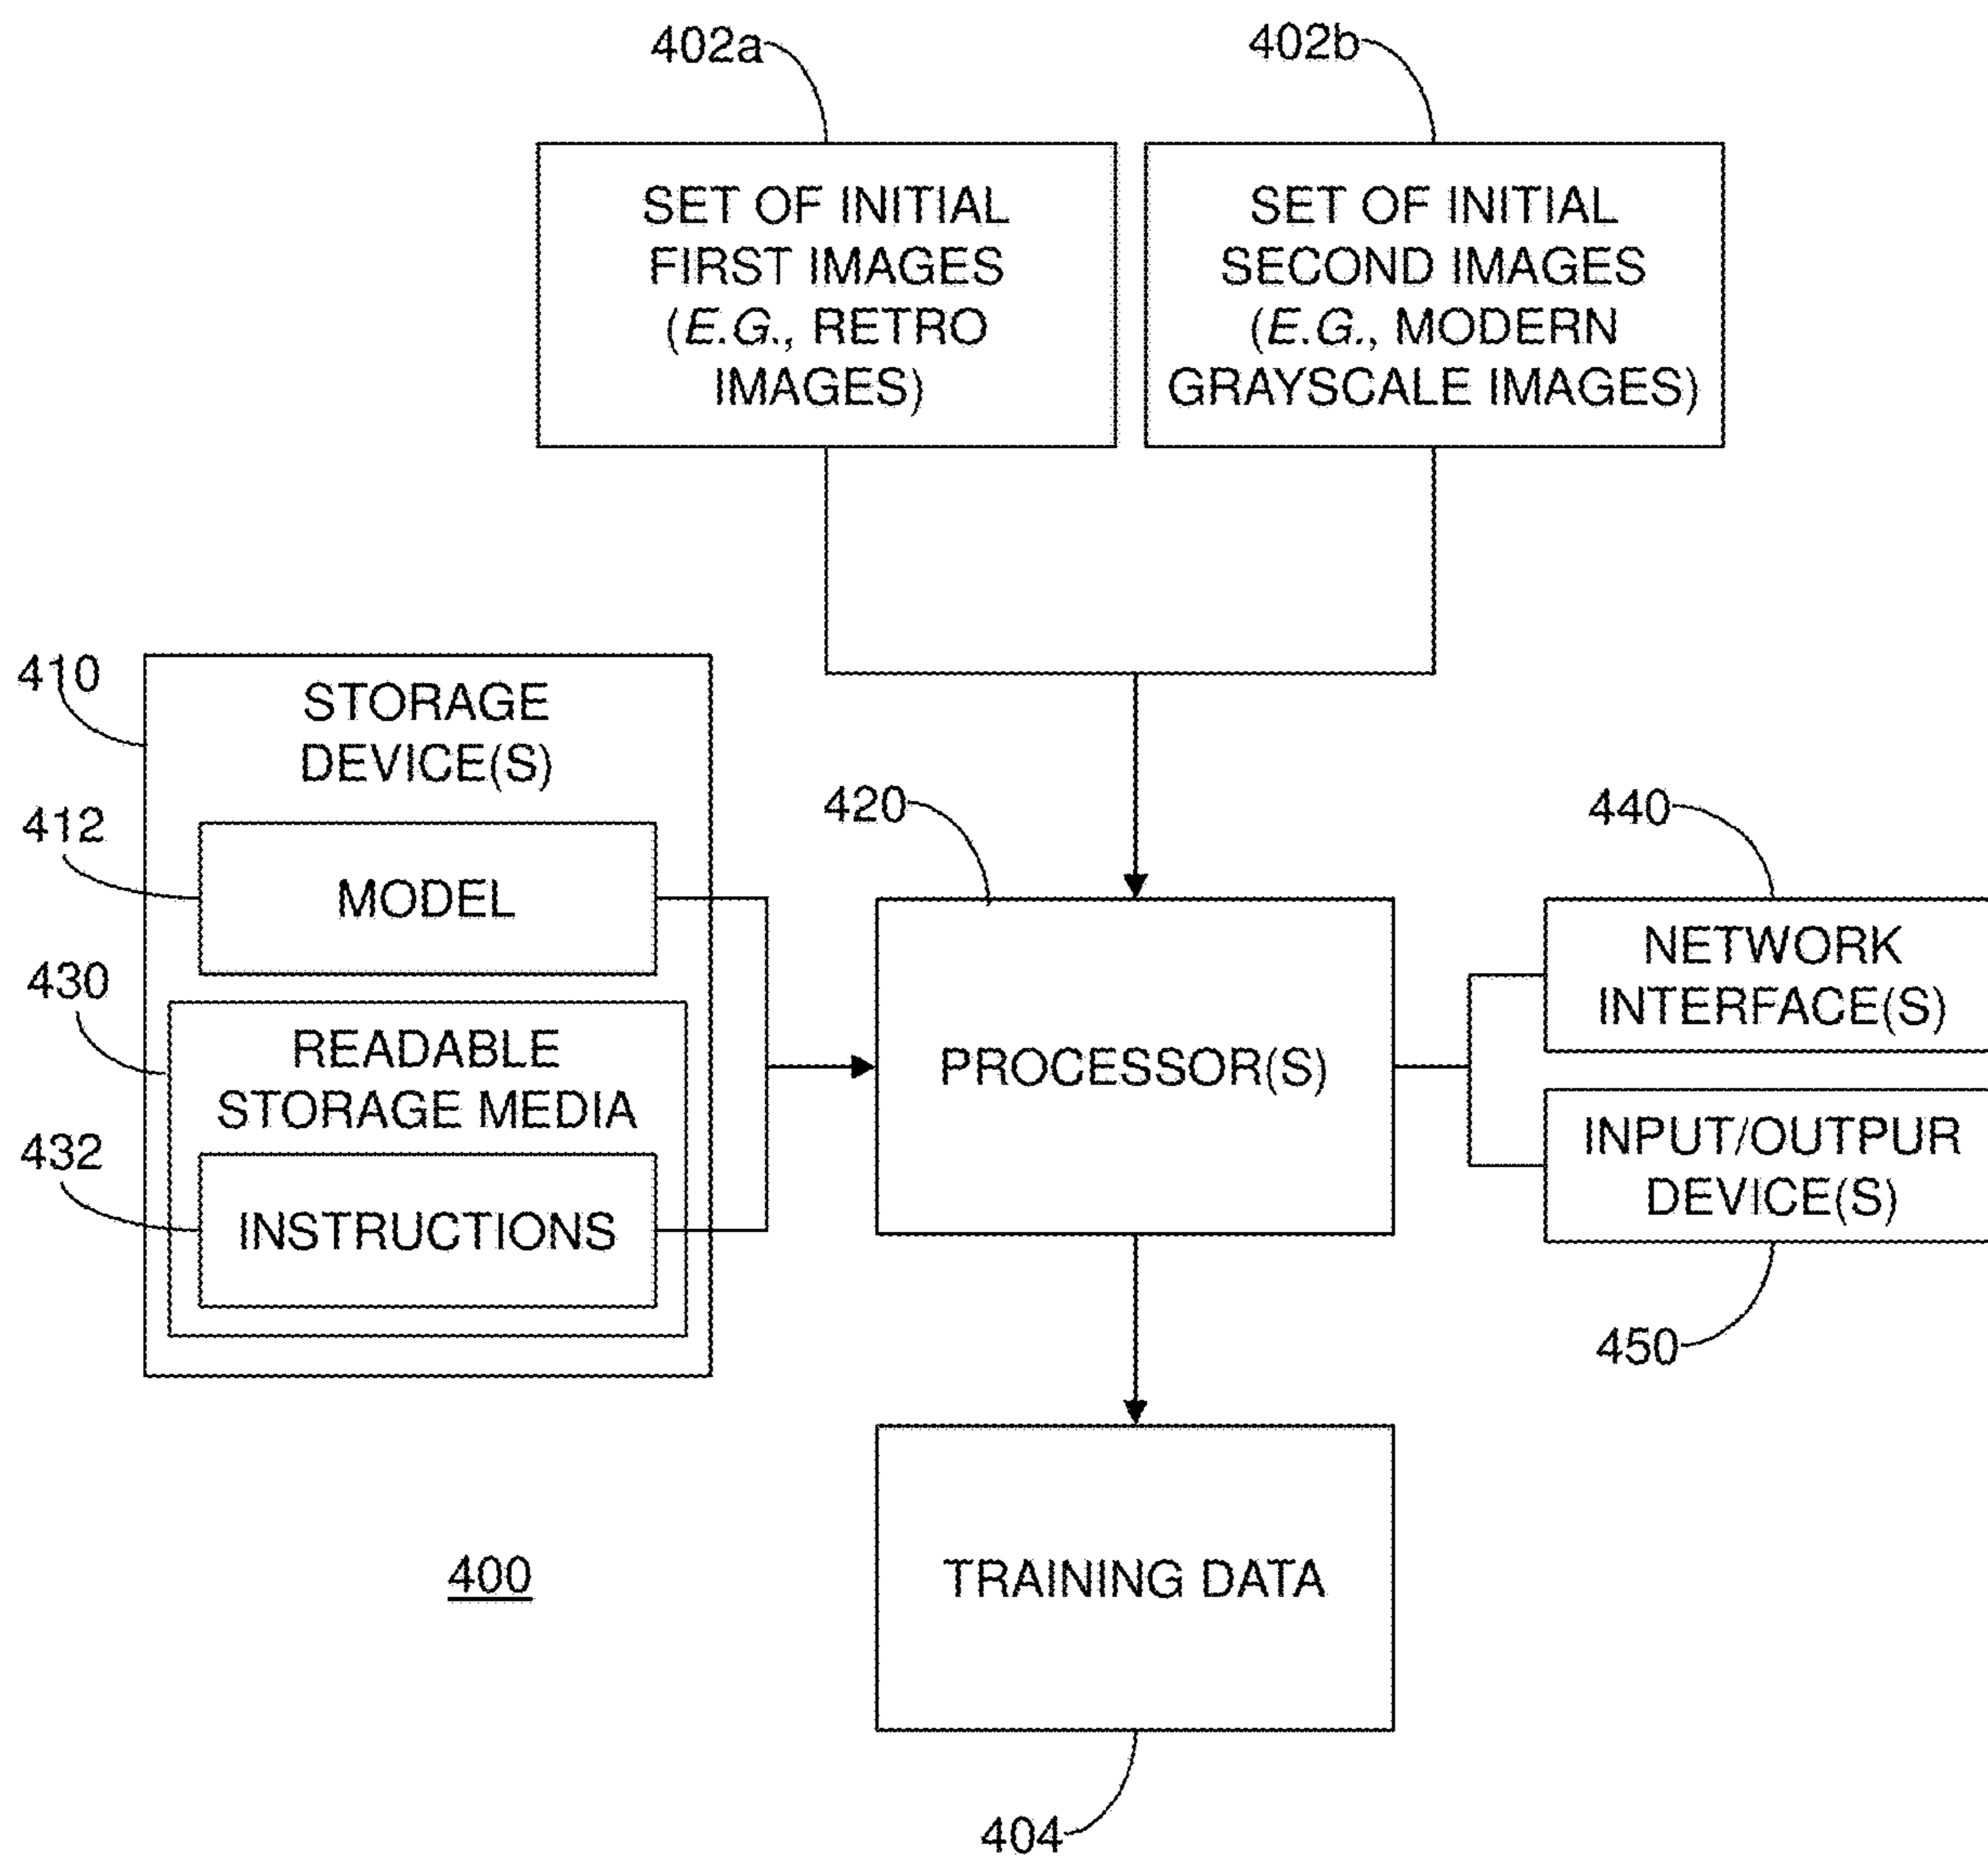 402a
402b
SET OF INITIAL
FIRST IMAGES
(E.G., RETRO
IMAGES)
SET OF INITIAL
SECOND IMAGES
(E.G., MODERN
GRAYSCALE IMAGES)
410
STORAGE
DEVICE(S)
412
MODEL
430
READABLE
STORAGE MEDIA
432
INSTRUCTIONS
420
PROCESSOR(S)
440
NETWORK
INTERFACE(S)
INPUT/OUTPUR
DEVICE(S)
450
400
TRAINING DATA
404